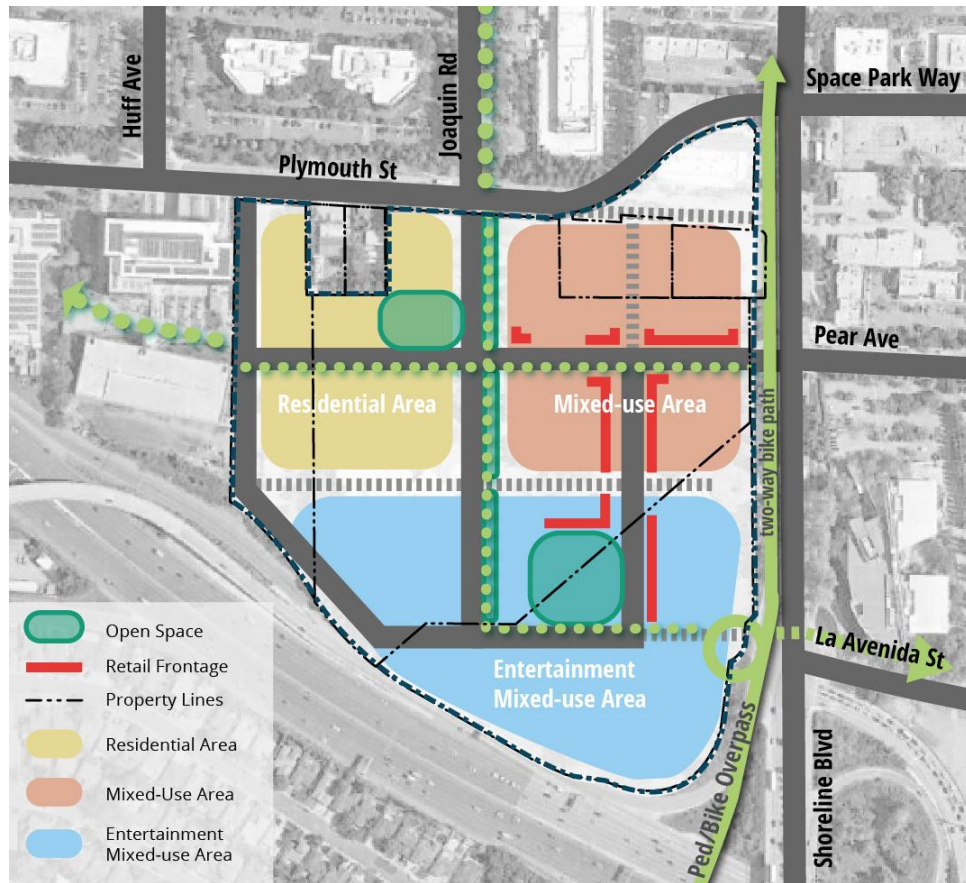 Huff Ave
Joaquin Rd
Space Park Way
Plymouth St
Pear Ave
Residential Area
Mixed-use Area
two-way bike path
Open Space
Retail Frontage
Property Lines
Residential Area
Mixed-Use Area
Entertainment
Mixed-use Area
Entertainment
Mixed-use Area
La Avenida St
Ped/Bike Overpass
Shoreline Blvd